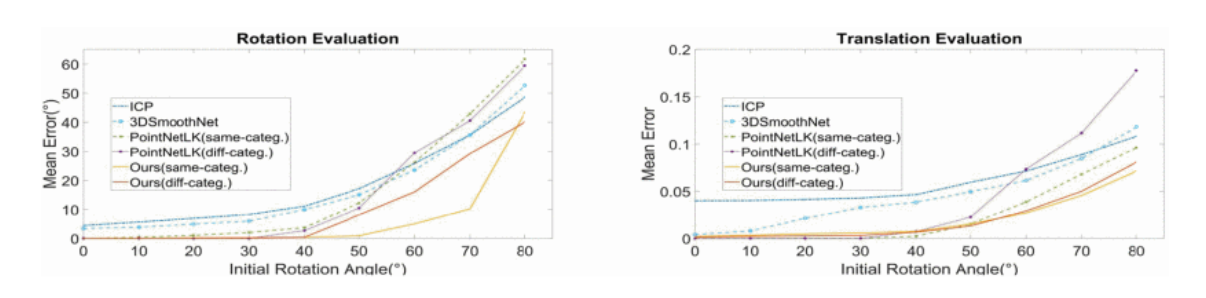 Rotation Evaluation
60
50
40
30
20
10
0
Mean Error(°)
ICP
3DSmoothNet
PointNetLK(same-categ.)
PointNetLK(diff-categ.)
Ours(same-categ.)
Ours(diff-categ.)
0 10 20 30 40 50 60 70 80
Initial Rotation Angle(°)
Translation Evaluation
0.2
0.15
0.1
0.05
0
Mean Error
ICP
3DSmoothNet
PointNetLK(same-categ.)
PointNetLK(diff-categ.)
Ours(same-categ.)
Ours(diff-categ.)
0 10 20 30 40 50 60 70 80
Initial Rotation Angle(°)